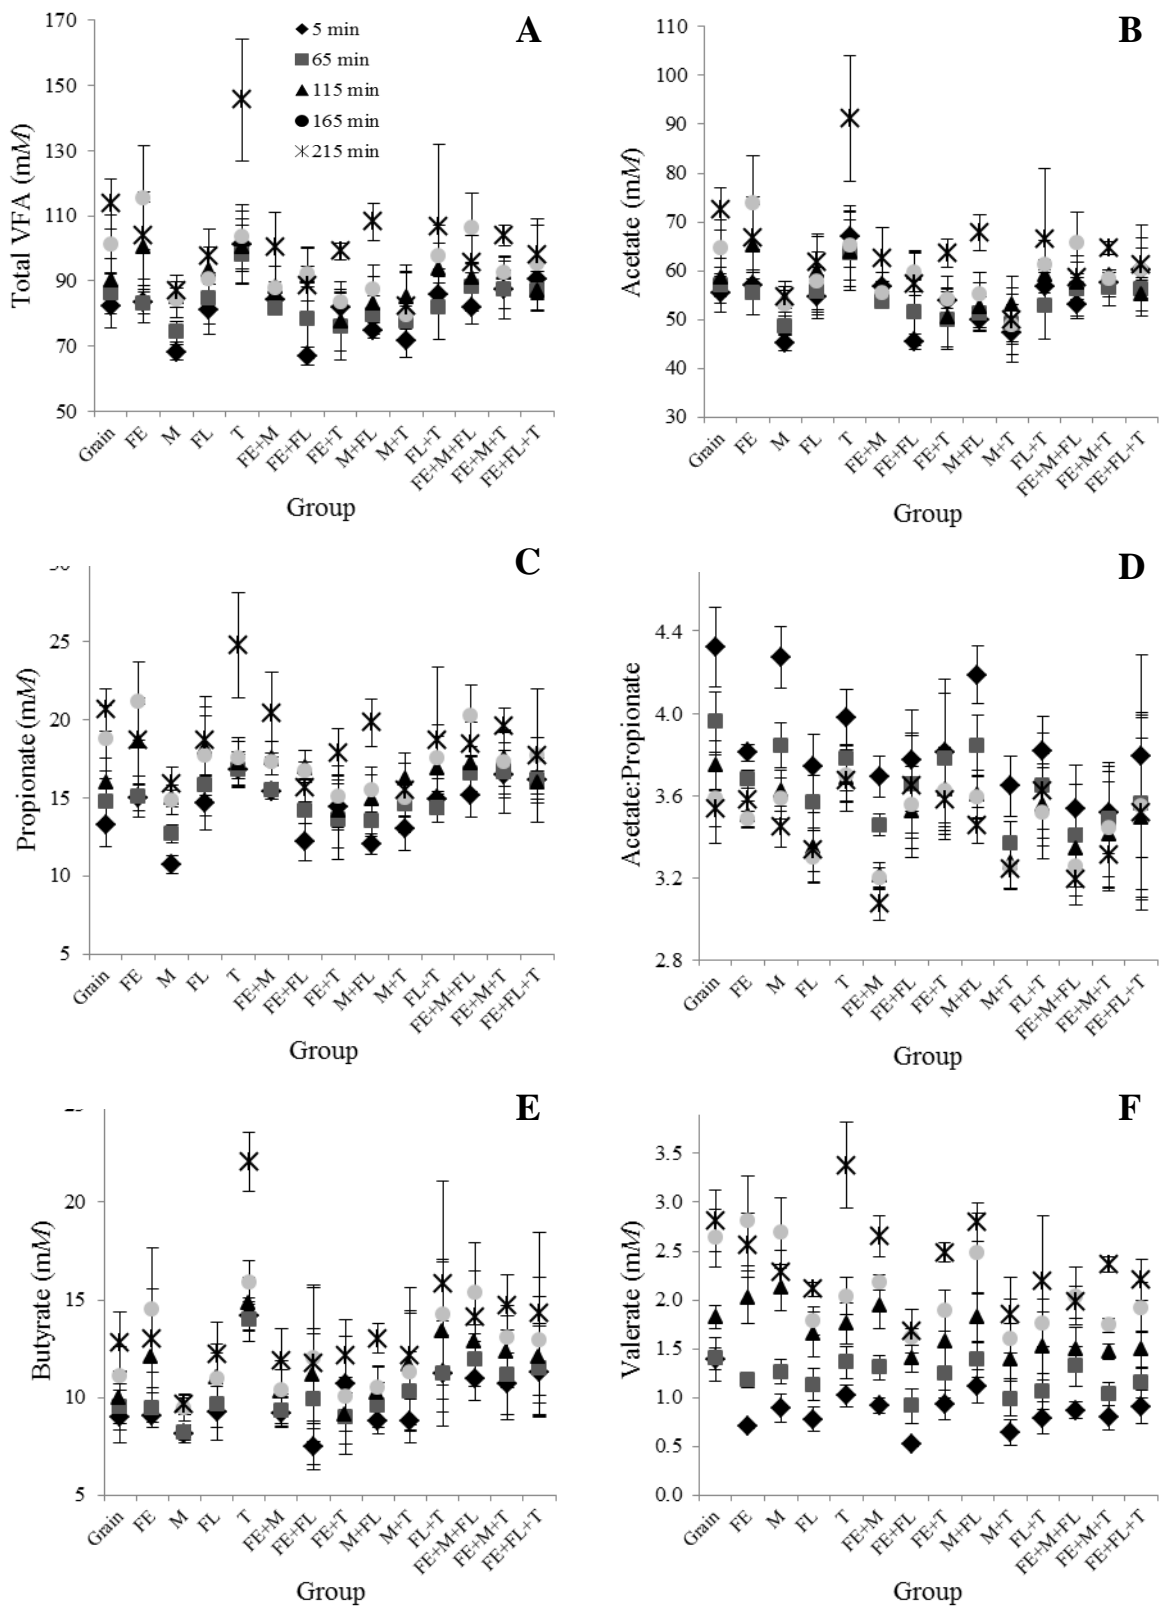 A
170
150
130
110
90
70
50
Total VFA (mM)
5 min
65 min
115 min
165 min
215 min
Grain
FE
M
FL
T
FE+M
FE+FL
FE+T
M+FL
M+T
FL+T
FE+M+FL
FE+M+T
FE+FL+T
Group
B
110
100
90
80
70
60
50
40
30
Acetate (mM)
Grain
FE
M
FL
T
FE+M
FE+FL
FE+T
M+FL
M+T
FL+T
FE+M+FL
FE+M+T
FE+FL+T
Group
C
25
20
15
10
5
Propionate (mM)
Grain
FE
M
FL
T
FE+M
FE+FL
FE+T
M+FL
M+T
FL+T
FE+M+FL
FE+M+T
FE+FL+T
Group
D
4.4
4.0
3.6
3.2
2.8
Acetate:Propionate
Grain
FE
M
FL
T
FE+M
FE+FL
FE+T
M+FL
M+T
FL+T
FE+M+FL
FE+M+T
FE+FL+T
Group
E
20
15
10
5
Butyrate (mM)
Grain
FE
M
FL
T
FE+M
FE+FL
FE+T
M+FL
M+T
FL+T
FE+M+FL
FE+M+T
FE+FL+T
Group
F
3.5
3.0
2.5
2.0
1.5
1.0
0.5
0.0
Valerate (mM)
Grain
FE
M
FL
T
FE+M
FE+FL
FE+T
M+FL
M+T
FL+T
FE+M+FL
FE+M+T
FE+FL+T
Group